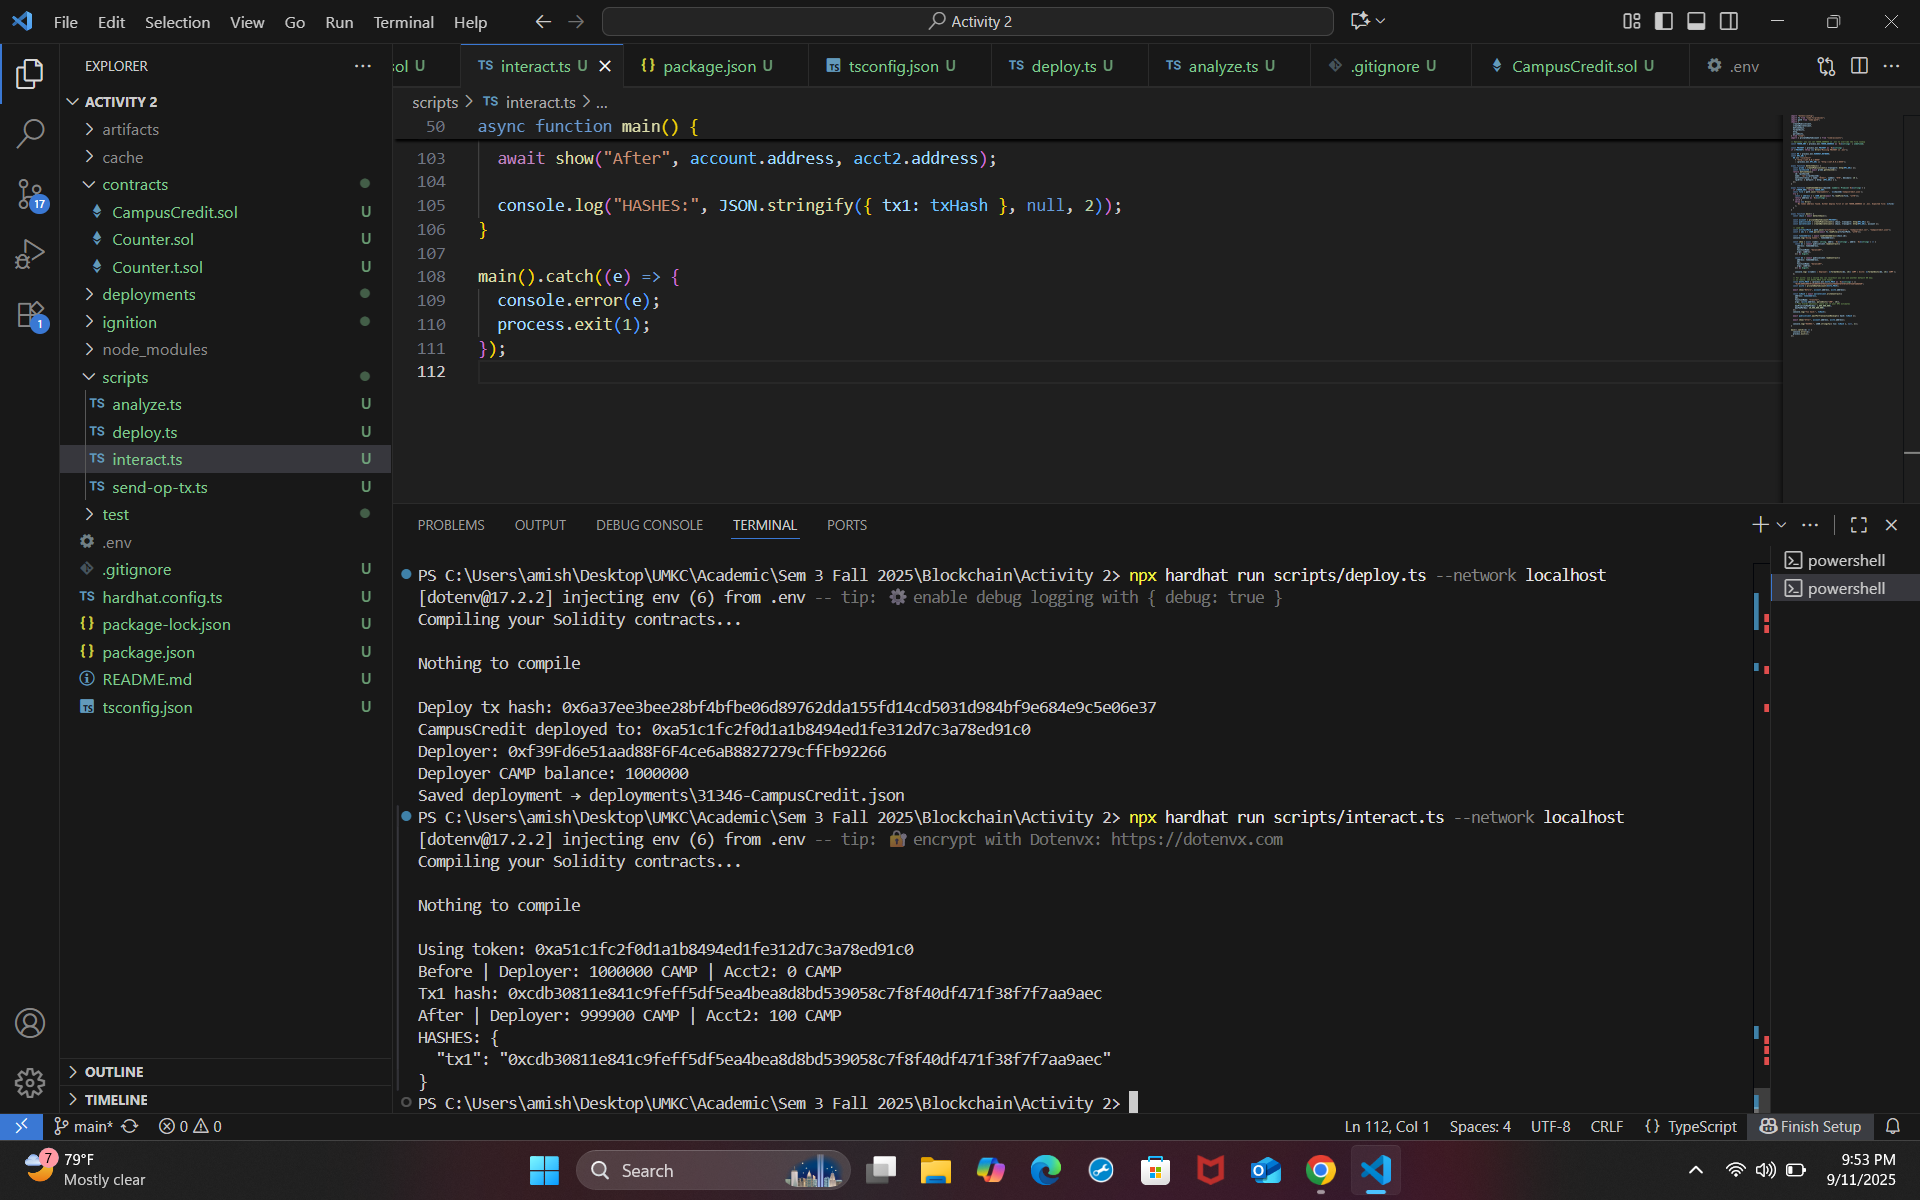 File Edit Selection View Go Run Terminal Help
Activity 2
EXPLORER
ACTIVITY 2
artifacts
cache
contracts
CampusCredit.sol U
Counter.sol U
Counter.t.sol U
deployments
ignition
node_modules
scripts
TS analyze.ts U
TS deploy.ts U
TS interact.ts U
TS send-op-tx.ts U
test
.env
.gitignore U
TS hardhat.config.ts U
{} package-lock.json U
{} package.json U
README.md U
TS tsconfig.json U
OUTLINE
TIMELINE
17
1
sol U
TS interact.ts U
{} package.json U
TS tsconfig.json U
TS deploy.ts U
TS analyze.ts U
.gitignore U
CampusCredit.sol U
.env
scripts > TS interact.ts > ...
50 async function main() {
103 await show("After", account.address, acct2.address);
104
105 console.log("HASHES:", JSON.stringify({ tx1: txHash }, null, 2));
106 }
107
108 main().catch((e) => {
109 console.error(e);
110 process.exit(1);
111 });
112
PROBLEMS OUTPUT DEBUG CONSOLE TERMINAL PORTS
powershell
powershell
PS C:\Users\amish\Desktop\UMKC\Academic\Sem 3 Fall 2025\Blockchain\Activity 2> npx hardhat run scripts/deploy.ts --network localhost
[dotenv@17.2.2] injecting env (6) from .env -- tip: ⚙️ enable debug logging with { debug: true }
Compiling your Solidity contracts...
Nothing to compile
Deploy tx hash: 0x6a37ee3bee28bf4bfbe06d89762dda155fd14cd5031d984bf9e684e9c5e06e37
CampusCredit deployed to: 0xa51c1fc2f0d1a1b8494ed1fe312d7c3a78ed91c0
Deployer: 0xf39Fd6e51aad88F6F4ce6aB8827279cffFb92266
Deployer CAMP balance: 1000000
Saved deployment → deployments\31346-CampusCredit.json
PS C:\Users\amish\Desktop\UMKC\Academic\Sem 3 Fall 2025\Blockchain\Activity 2> npx hardhat run scripts/interact.ts --network localhost
[dotenv@17.2.2] injecting env (6) from .env -- tip: 🔐 encrypt with Dotenvx: https://dotenvx.com
Compiling your Solidity contracts...
Nothing to compile
Using token: 0xa51c1fc2f0d1a1b8494ed1fe312d7c3a78ed91c0
Before | Deployer: 1000000 CAMP | Acct2: 0 CAMP
Tx1 hash: 0xcdb30811e841c9feff5df5ea4bea8d8bd539058c7f8f40df471f38f7f7aa9aec
After | Deployer: 999900 CAMP | Acct2: 100 CAMP
HASHES: {
"tx1": "0xcdb30811e841c9feff5df5ea4bea8d8bd539058c7f8f40df471f38f7f7aa9aec"
}
PS C:\Users\amish\Desktop\UMKC\Academic\Sem 3 Fall 2025\Blockchain\Activity 2>
main* 0 0
Ln 112, Col 1 Spaces: 4 UTF-8 CRLF {} TypeScript Finish Setup
7
79°F
Mostly clear
Search
9:53 PM
9/11/2025